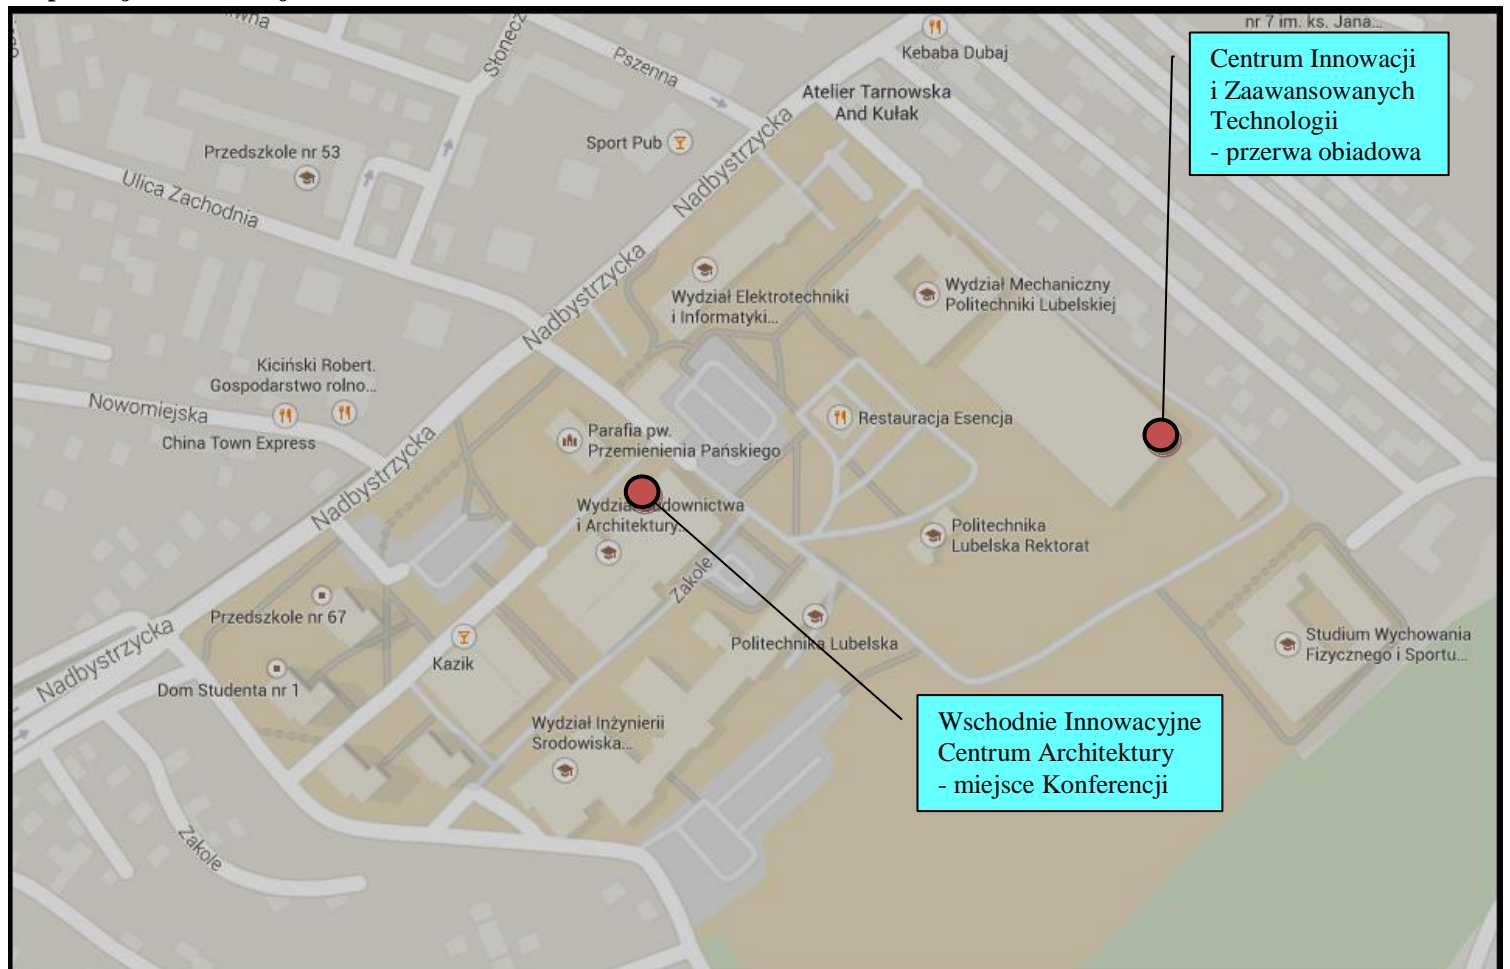 nr 7 im. ks. Jana...
Słonecz
Pszenna
Kebaba Dubaj
Atelier Tarnowska
And Kułak
Centrum Innowacji
i Zaawansowanych
Technologii
- przerwa obiadowa
Przedszkole nr 53
Sport Pub
Ulica Zachodnia
Nadbystrzycka
Nadbystrzycka
Nadbystrzycka
Nadbystrzycka
Wydział Elektrotechniki
i Informatyki...
Wydział Mechaniczny
Politechniki Lubelskiej
Kiciński Robert.
Gospodarstwo rolno...
Nowomiejska
China Town Express
Restauracja Esencja
Parafia pw.
Przemienienia Pańskiego
Wydział Budownictwa
i Architektury...
Politechnika
Lubelska Rektorat
Zakole
Przedszkole nr 67
Kazik
Politechnika Lubelska
Studium Wychowania
Fizycznego i Sportu...
Dom Studenta nr 1
Wydział Inżynierii
Środowiska...
Wschodnie Innowacyjne
Centrum Architektury
- miejsce Konferencji
Zakole